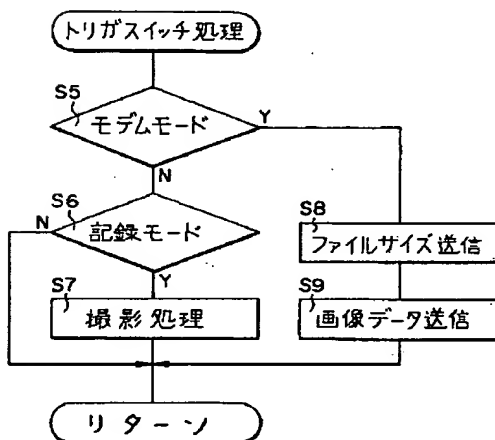 トリガスイッチ処理
S5
モデムモード
Y
N
S6
N
記録モード
Y
S8
ファイルサイズ送信
S7
撮影処理
S9
画像データ送信
リターン